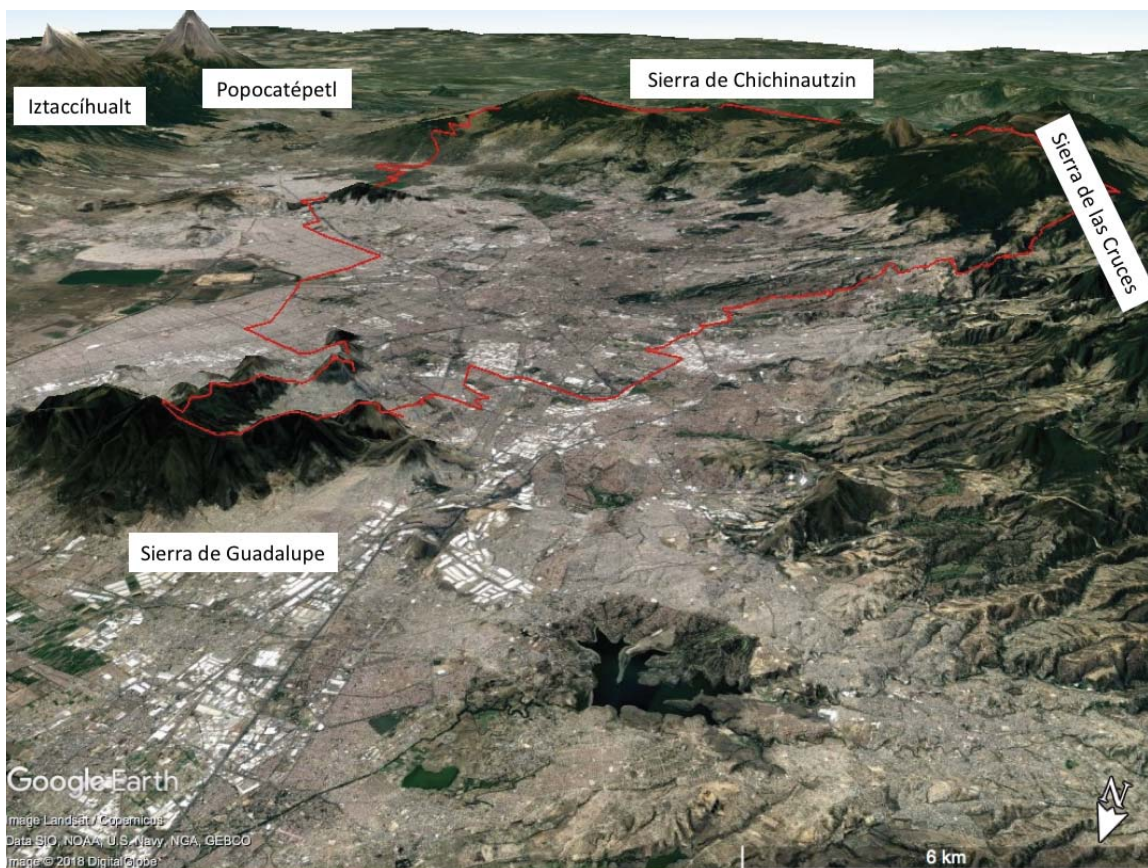 Iztaccíhualt
Popocatépetl
Sierra de Chichinautzin
Sierra de las Cruces
Sierra de Guadalupe
Google Earth
Image Landsat / Copernicus
Data SIO, NOAA, U.S. Navy, NGA, GEBCO
Image © 2018 DigitalGlobe
N
6 km